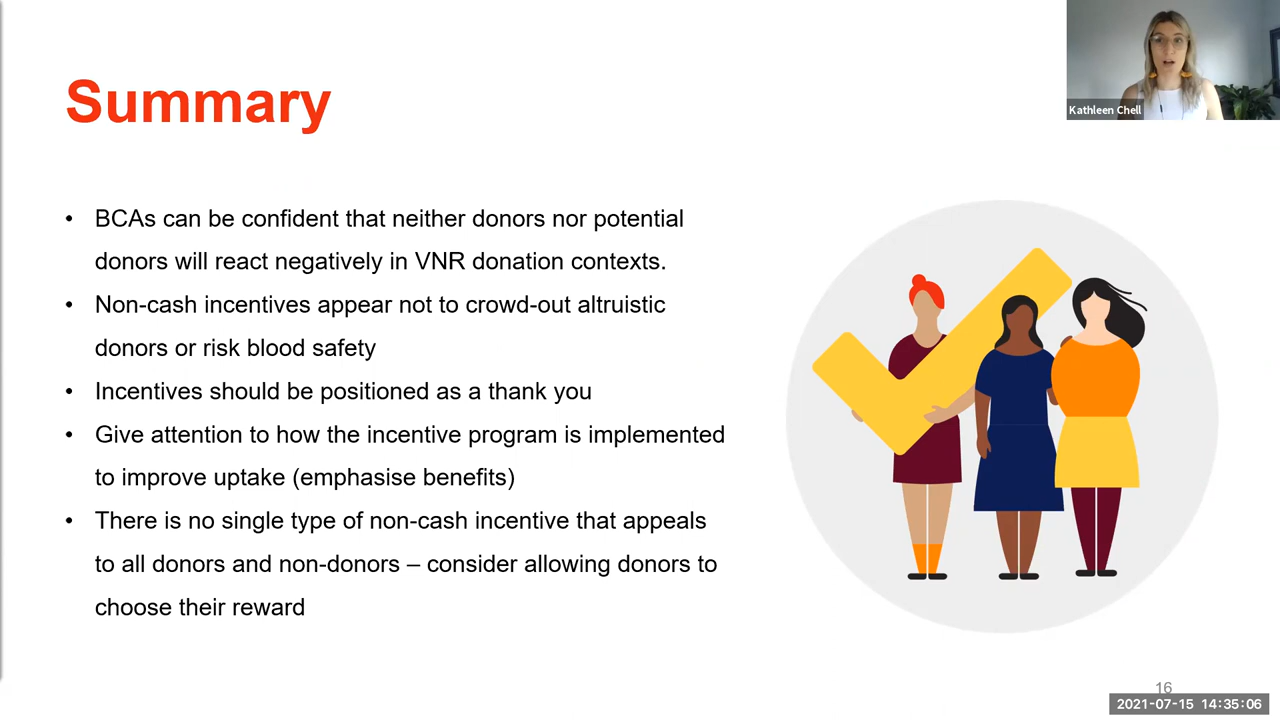 Kathleen Chell
Summary
• BCAs can be confident that neither donors nor potential
donors will react negatively in VNR donation contexts.
• Non-cash incentives appear not to crowd-out altruistic
donors or risk blood safety
• Incentives should be positioned as a thank you
• Give attention to how the incentive program is implemented
to improve uptake (emphasise benefits)
• There is no single type of non-cash incentive that appeals
to all donors and non-donors – consider allowing donors to
choose their reward
16
2021-07-15 14:35:06